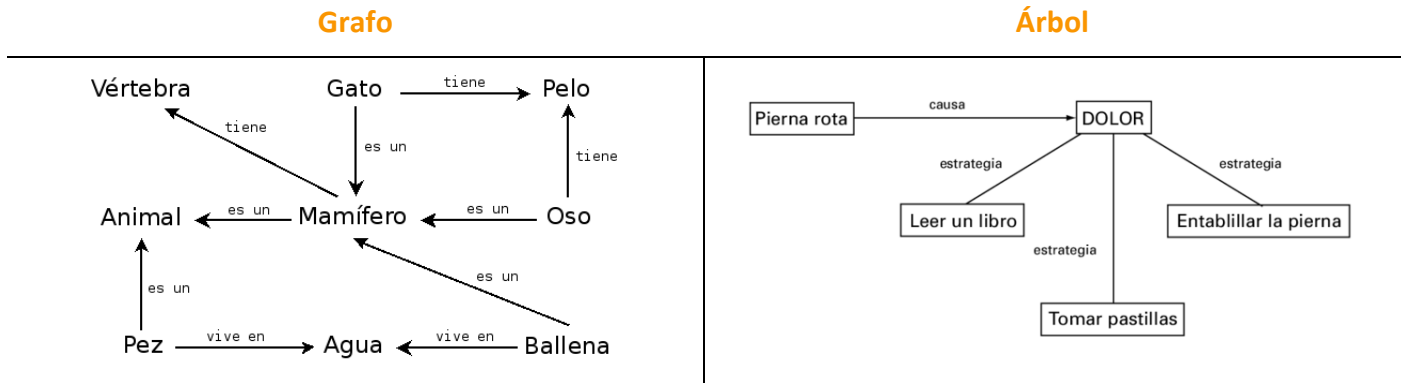 Grafo
Árbol
Vértebra
Gato
tiene
Pelo
tiene
es un
tiene
Animal
es un
Mamífero
es un
Oso
es un
es un
Pez
vive en
Agua
vive en
Ballena
Pierna rota
causa
DOLOR
estrategia
estrategia
Leer un libro
Entablillar la pierna
estrategia
Tomar pastillas